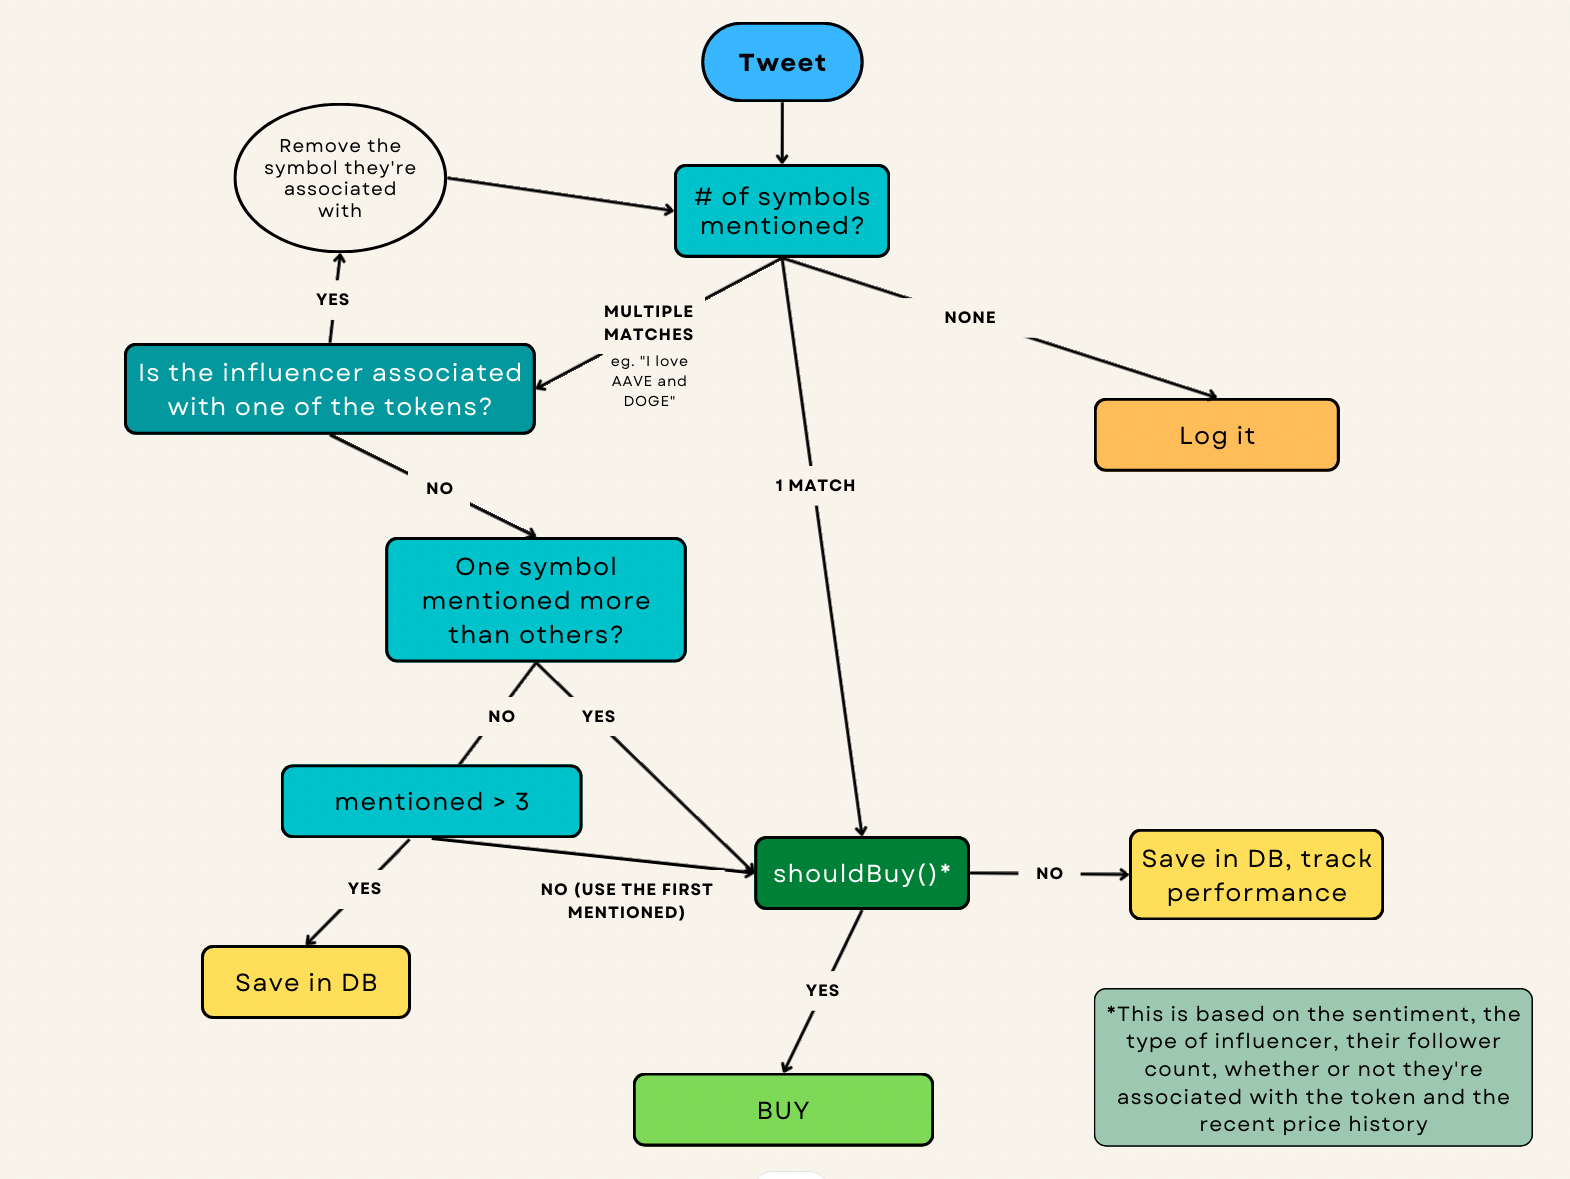 Tweet
Remove the
symbol they're
associated
with
# of symbols
mentioned?
YES
MULTIPLE
MATCHES
eg. "I love
AAVE and
DOGE"
NONE
Is the influencer associated
with one of the tokens?
Log it
NO
1 MATCH
One symbol
mentioned more
than others?
NO
YES
mentioned > 3
YES
NO (USE THE FIRST
MENTIONED)
shouldBuy()*
NO
Save in DB, track
performance
Save in DB
YES
BUY
*This is based on the sentiment, the
type of influencer, their follower
count, whether or not they're
associated with the token and the
recent price history